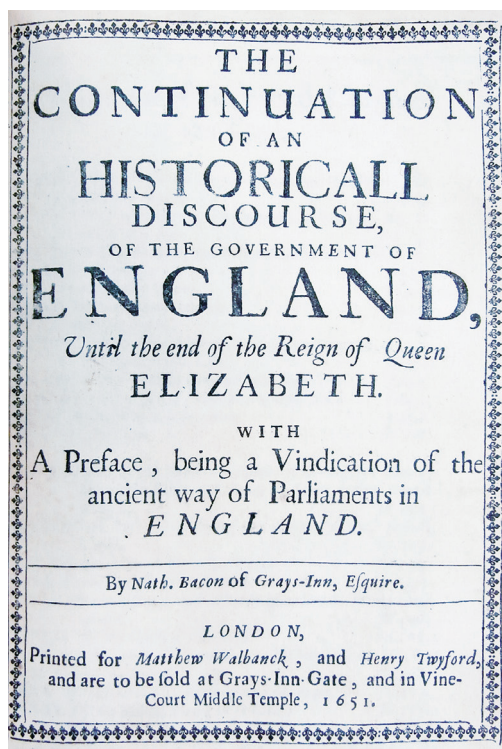 THE
CONTINUATION
OF AN
HISTORICALL
DISCOURSE,
OF THE GOVERNMENT OF
ENGLAND,
Until the end of the Reign of Queen
ELIZABETH.
WITH
A Preface, being a Vindication of the
ancient way of Parliaments in
ENGLAND.
By Nath. Bacon of Grays-Inn, Eſquire.
LONDON,
Printed for Matthew Walbanck, and Henry Twyford,
and are to be ſold at Grays-Inn-Gate, and in Vine-
Court Middle Temple, 1651.